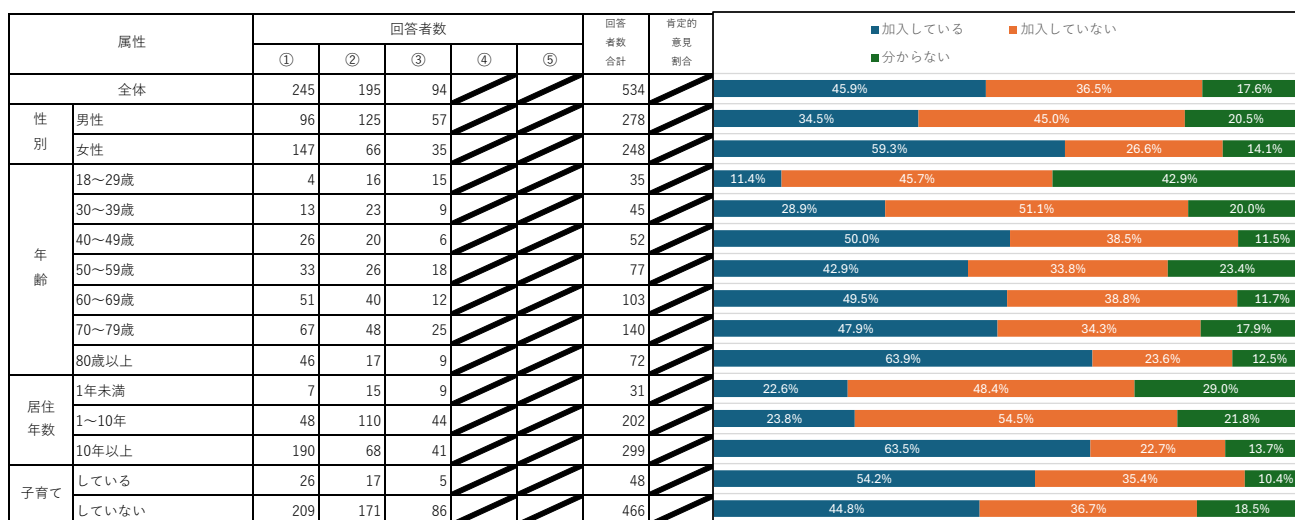 属性 回答者数 回答者数合計 肯定的意見割合
① ② ③ ④ ⑤
■加入している ■加入していない
■分からない
全体 245 195 94 534 45.9% 36.5% 17.6%
性別
男性 96 125 57 278 34.5% 45.0% 20.5%
女性 147 66 35 248 59.3% 26.6% 14.1%
年齢
18～29歳 4 16 15 35 11.4% 45.7% 42.9%
30～39歳 13 23 9 45 28.9% 51.1% 20.0%
40～49歳 26 20 6 52 50.0% 38.5% 11.5%
50～59歳 33 26 18 77 42.9% 33.8% 23.4%
60～69歳 51 40 12 103 49.5% 38.8% 11.7%
70～79歳 67 48 25 140 47.9% 34.3% 17.9%
80歳以上 46 17 9 72 63.9% 23.6% 12.5%
居住年数
1年未満 7 15 9 31 22.6% 48.4% 29.0%
1～10年 48 110 44 202 23.8% 54.5% 21.8%
10年以上 190 68 41 299 63.5% 22.7% 13.7%
子育て
している 26 17 5 48 54.2% 35.4% 10.4%
していない 209 171 86 466 44.8% 36.7% 18.5%